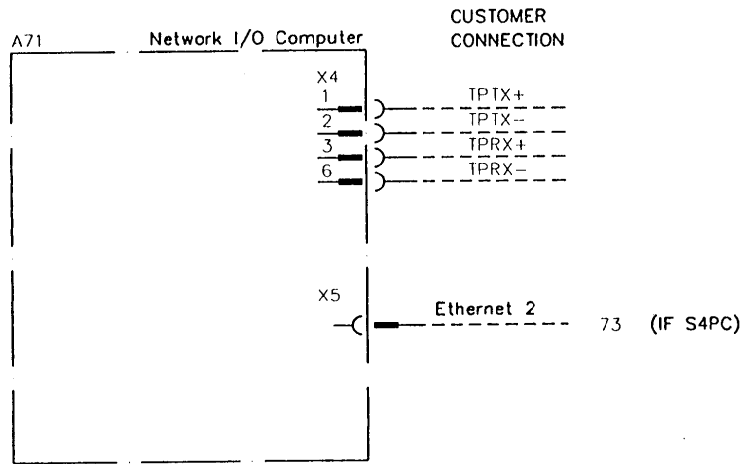 CUSTOMER
CONNECTION
A71 Network I/O Computer
X4
1 TPTX+
2 TPTX-
3 TPRX+
6 TPRX-
X5
Ethernet 2
73 (IF S4PC)